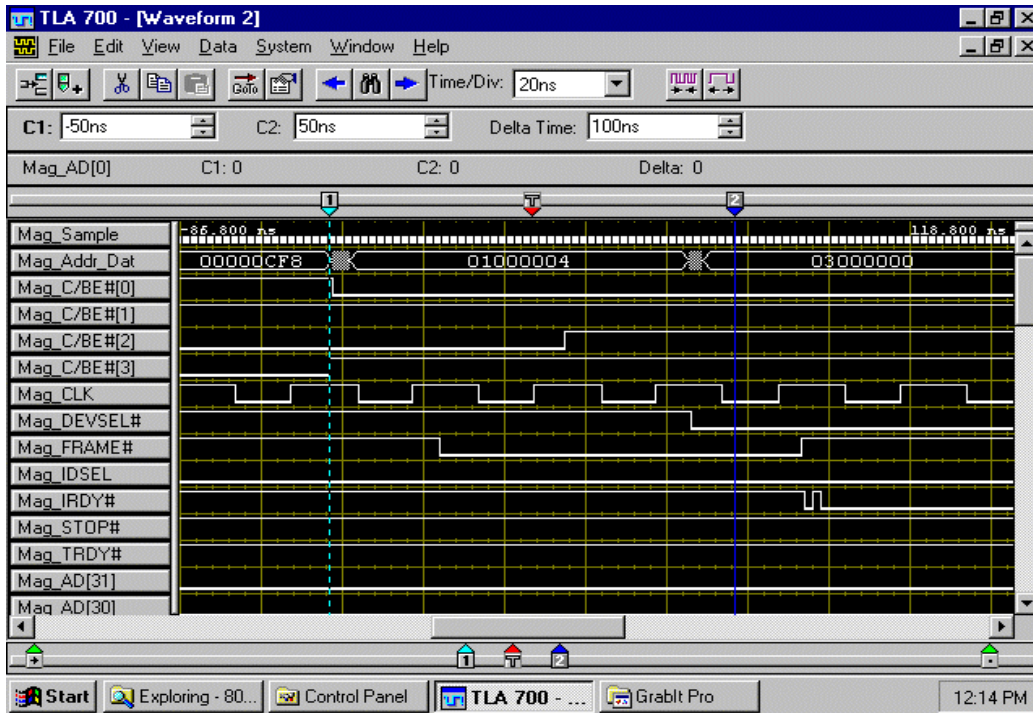 TLA 700 - [Waveform 2]
File Edit View Data System Window Help
GoTo Time/Div: 20ns
C1: -50ns C2: 50ns Delta Time: 100ns
Mag_AD[0] C1: 0 C2: 0 Delta: 0
1 T 2
Mag_Sample -86.800 ns 118.800 ns
Mag_Addr_Dat 00000CF8 01000004 03000000
Mag_C/BE#[0]
Mag_C/BE#[1]
Mag_C/BE#[2]
Mag_C/BE#[3]
Mag_CLK
Mag_DEVSEL#
Mag_FRAME#
Mag_IDSEL
Mag_IRDY#
Mag_STOP#
Mag_TRDY#
Mag_AD[31]
Mag_AD[30]
1 T 2
Start Exploring - 80... Control Panel TLA 700 - ... GrabIt Pro 12:14 PM